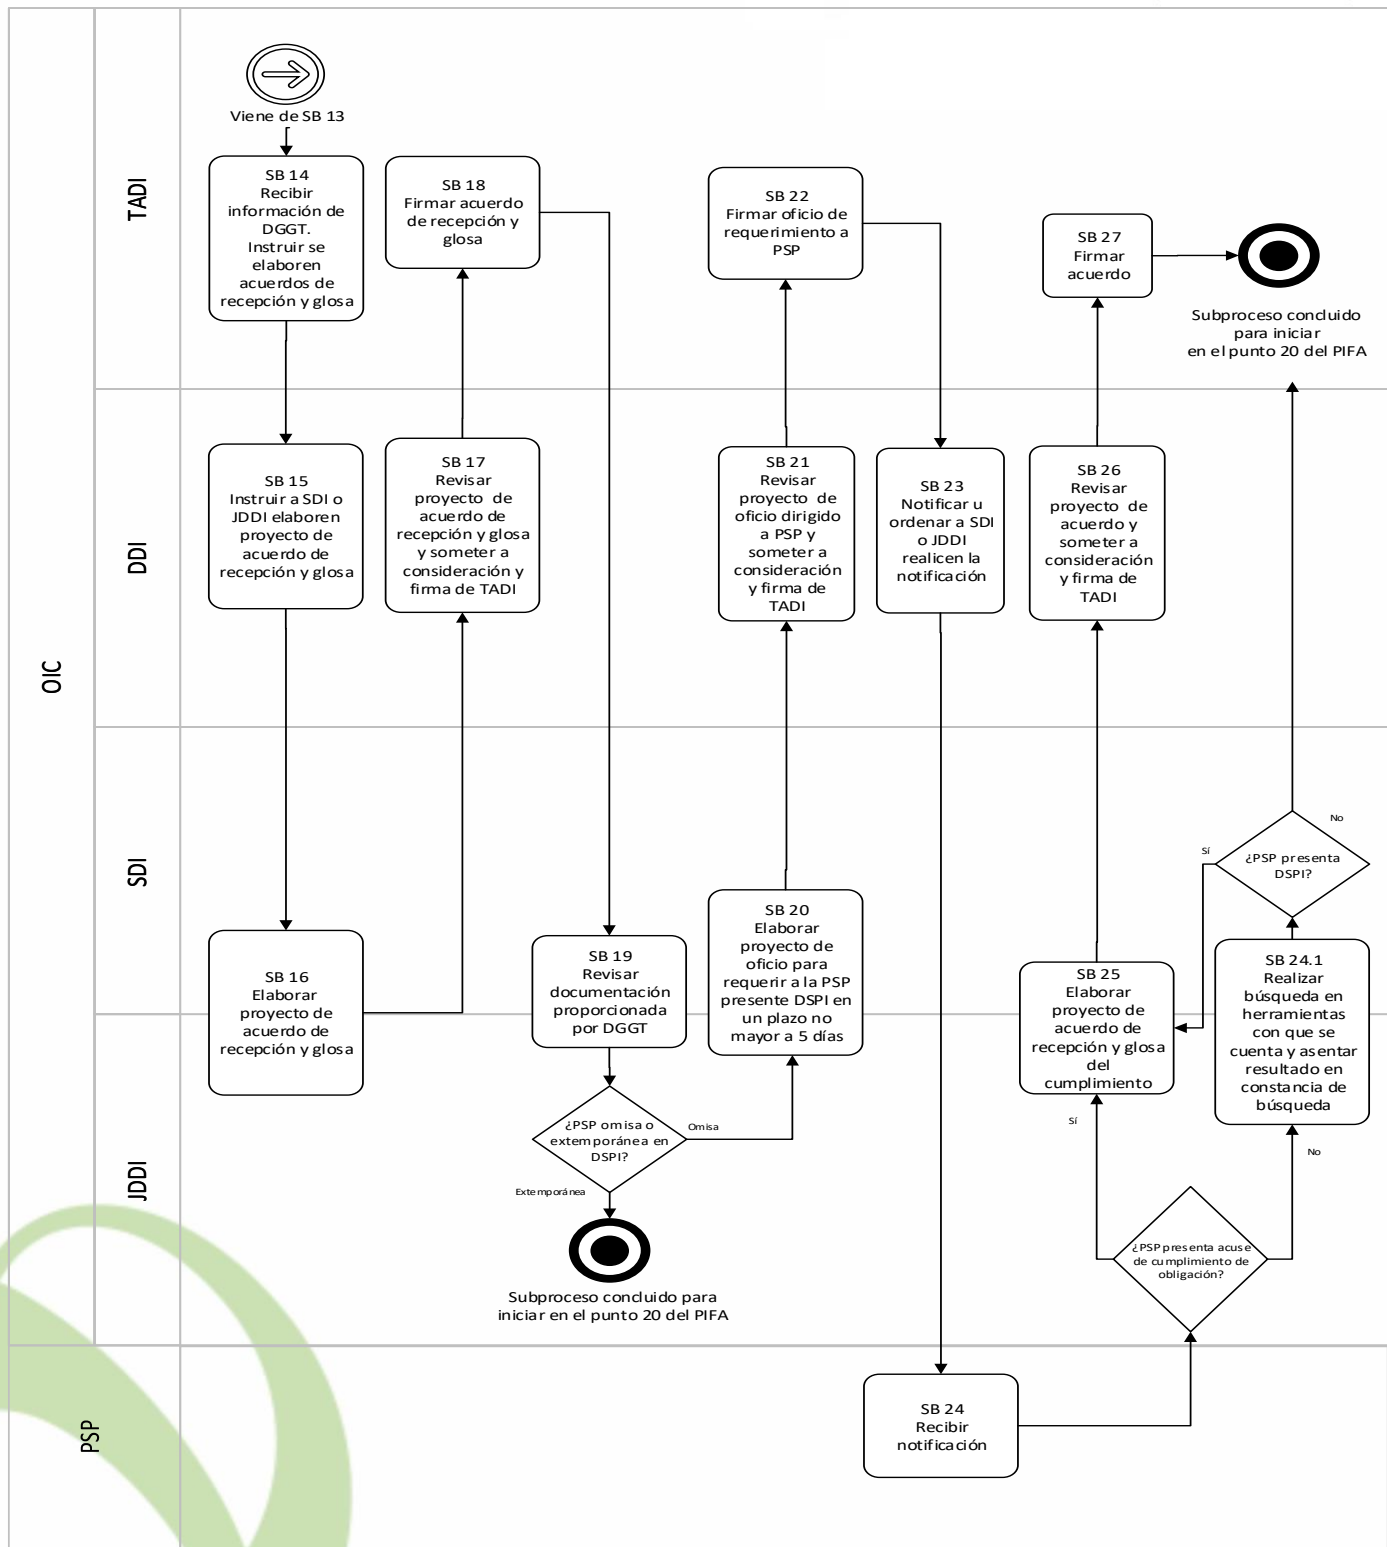 OIC
TADI
DDI
SDI
JDDI
PSP
Viene de SB 13
SB 14
Recibir
información de
DGGT.
Instruir se
elaboren
acuerdos de
recepción y glosa
SB 15
Instruir a SDI o
JDDI elaboren
proyecto de
acuerdo de
recepción y glosa
SB 16
Elaborar
proyecto de
acuerdo de
recepción y glosa
SB 17
Revisar
proyecto de
acuerdo de
recepción y glosa
y someter a
consideración y
firma de TADI
SB 18
Firmar acuerdo
de recepción y
glosa
SB 19
Revisar
documentación
proporcionada
por DGGT
¿PSP omisa o
extemporánea en
DSPI?
Omisa
Extemporánea
Subproceso concluido para
iniciar en el punto 20 del PIFA
SB 20
Elaborar
proyecto de
oficio para
requerir a la PSP
presente DSPI en
un plazo no
mayor a 5 días
SB 21
Revisar
proyecto de
oficio dirigido
a PSP y
someter a
consideración
y firma de
TADI
SB 22
Firmar oficio de
requerimiento a
PSP
SB 23
Notificar u
ordenar a SDI
o JDDI
realicen la
notificación
SB 24
Recibir
notificación
¿PSP presenta acuse
de cumplimiento de
obligación?
Sí
No
SB 24.1
Realizar
búsqueda en
herramientas
con que se
cuenta y asentar
resultado en
constancia de
búsqueda
¿PSP presenta
DSPI?
Sí
No
SB 25
Elaborar
proyecto de
acuerdo de
recepción y glosa
del
cumplimiento
SB 26
Revisar
proyecto de
acuerdo y
someter a
consideración
y firma de
TADI
SB 27
Firmar
acuerdo
Subproceso concluido
para iniciar
en el punto 20 del PIFA